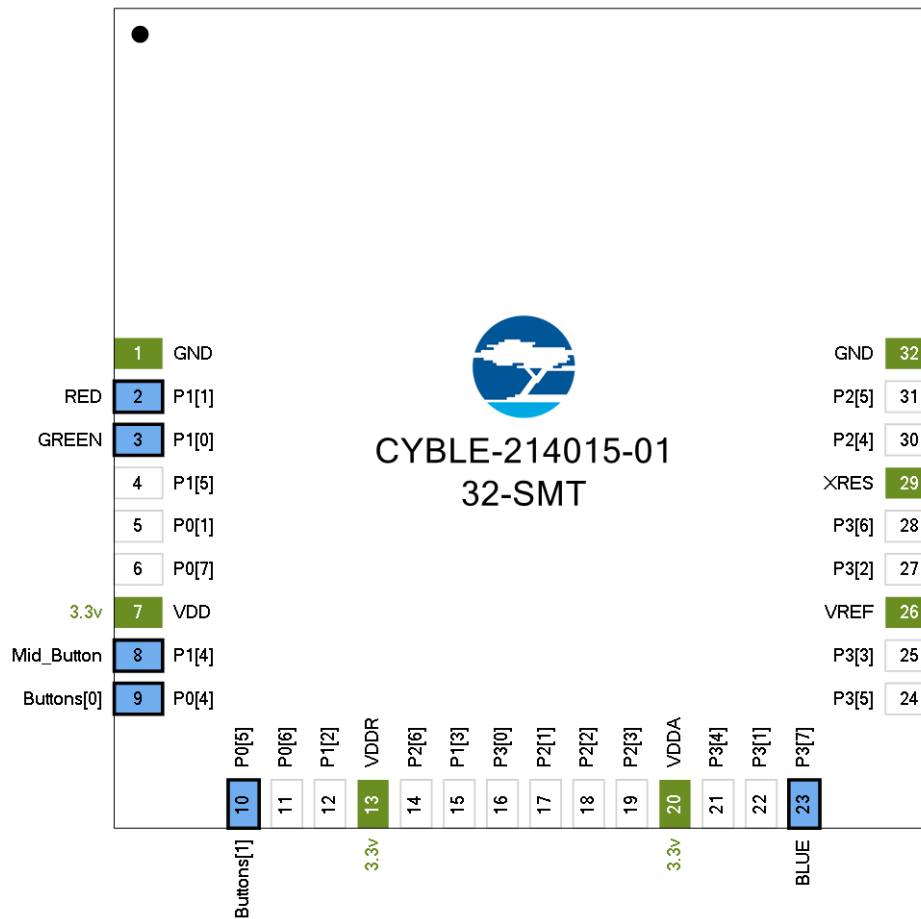 1 GND
RED 2 P1[1]
GREEN 3 P1[0]
4 P1[5]
5 P0[1]
6 P0[7]
3.3v 7 VDD
Mid_Button 8 P1[4]
Buttons[0] 9 P0[4]
CYBLE-214015-01
32-SMT
GND 32
P2[5] 31
P2[4] 30
XRES 29
P3[6] 28
P3[2] 27
VREF 26
P3[3] 25
P3[5] 24
P0[5] 10 Buttons[1]
P0[6] 11
P1[2] 12
VDDR 13 3.3v
P2[6] 14
P1[3] 15
P3[0] 16
P2[1] 17
P2[2] 18
P2[3] 19
VDDA 20 3.3v
P3[4] 21
P3[1] 22
P3[7] 23 BLUE